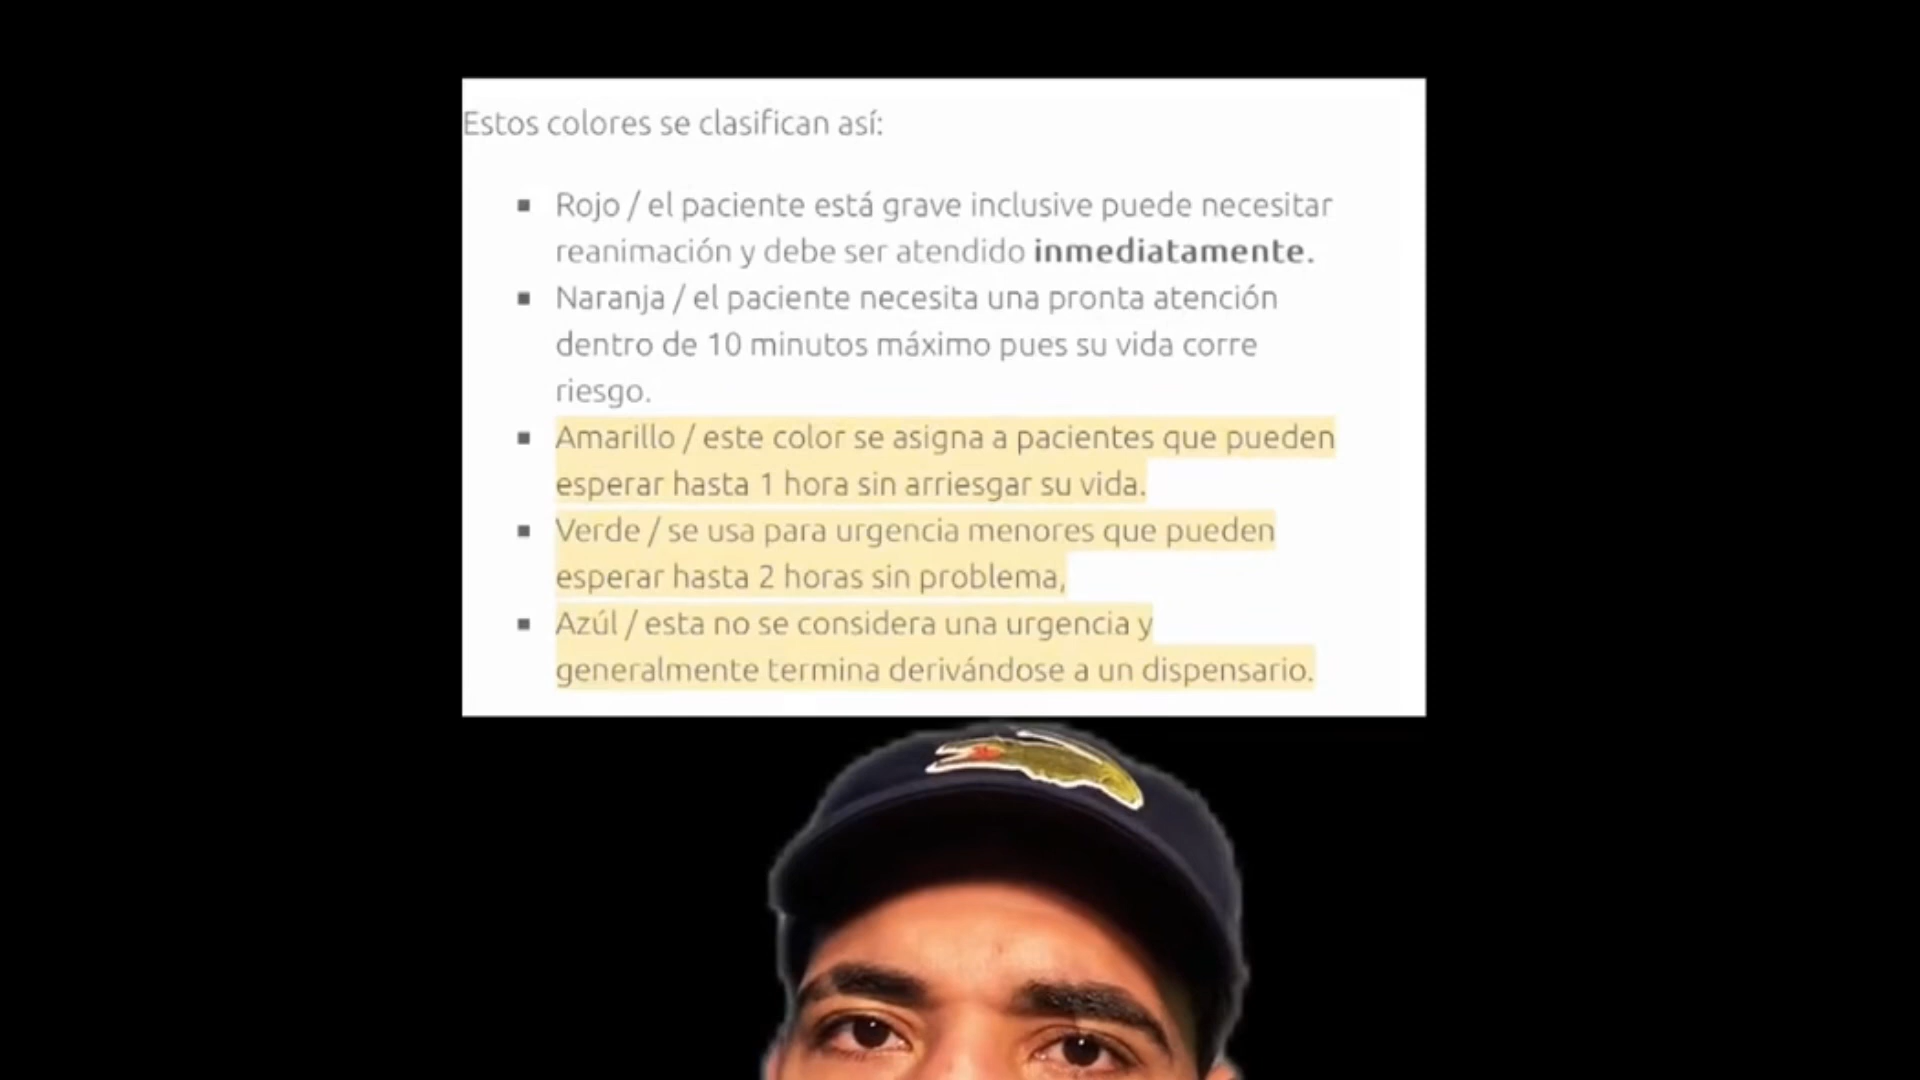 Estos colores se clasifican así:
▪ Rojo / el paciente está grave inclusive puede necesitar
reanimación y debe ser atendido inmediatamente.
▪ Naranja / el paciente necesita una pronta atención
dentro de 10 minutos máximo pues su vida corre
riesgo.
▪ Amarillo / este color se asigna a pacientes que pueden
esperar hasta 1 hora sin arriesgar su vida.
▪ Verde / se usa para urgencia menores que pueden
esperar hasta 2 horas sin problema,
▪ Azúl / esta no se considera una urgencia y
generalmente termina derivándose a un dispensario.